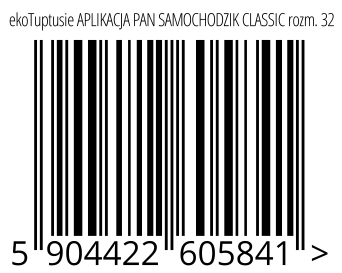 ekoTuptusie APLIKACJA PAN SAMOCHODZIK CLASSIC rozm. 32
5 904422 605841 >